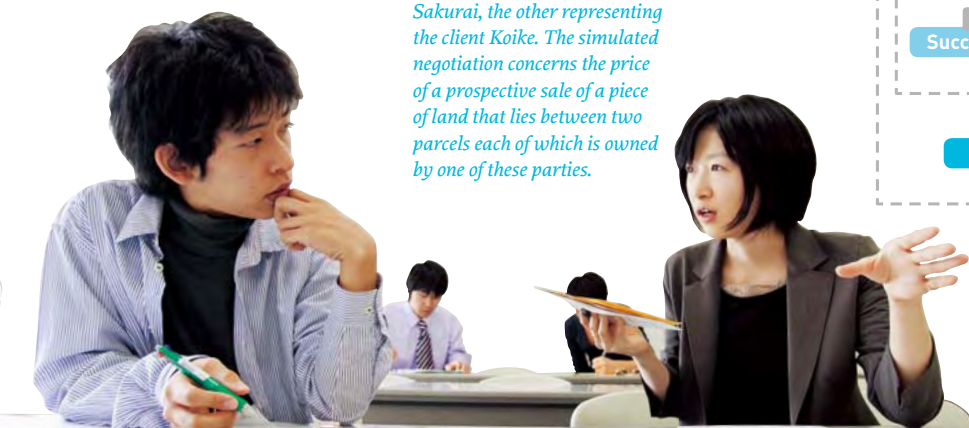 Sakurai, the other representing
the client Koike. The simulated
negotiation concerns the price
of a prospective sale of a piece
of land that lies between two
parcels each of which is owned
by one of these parties.
Succ